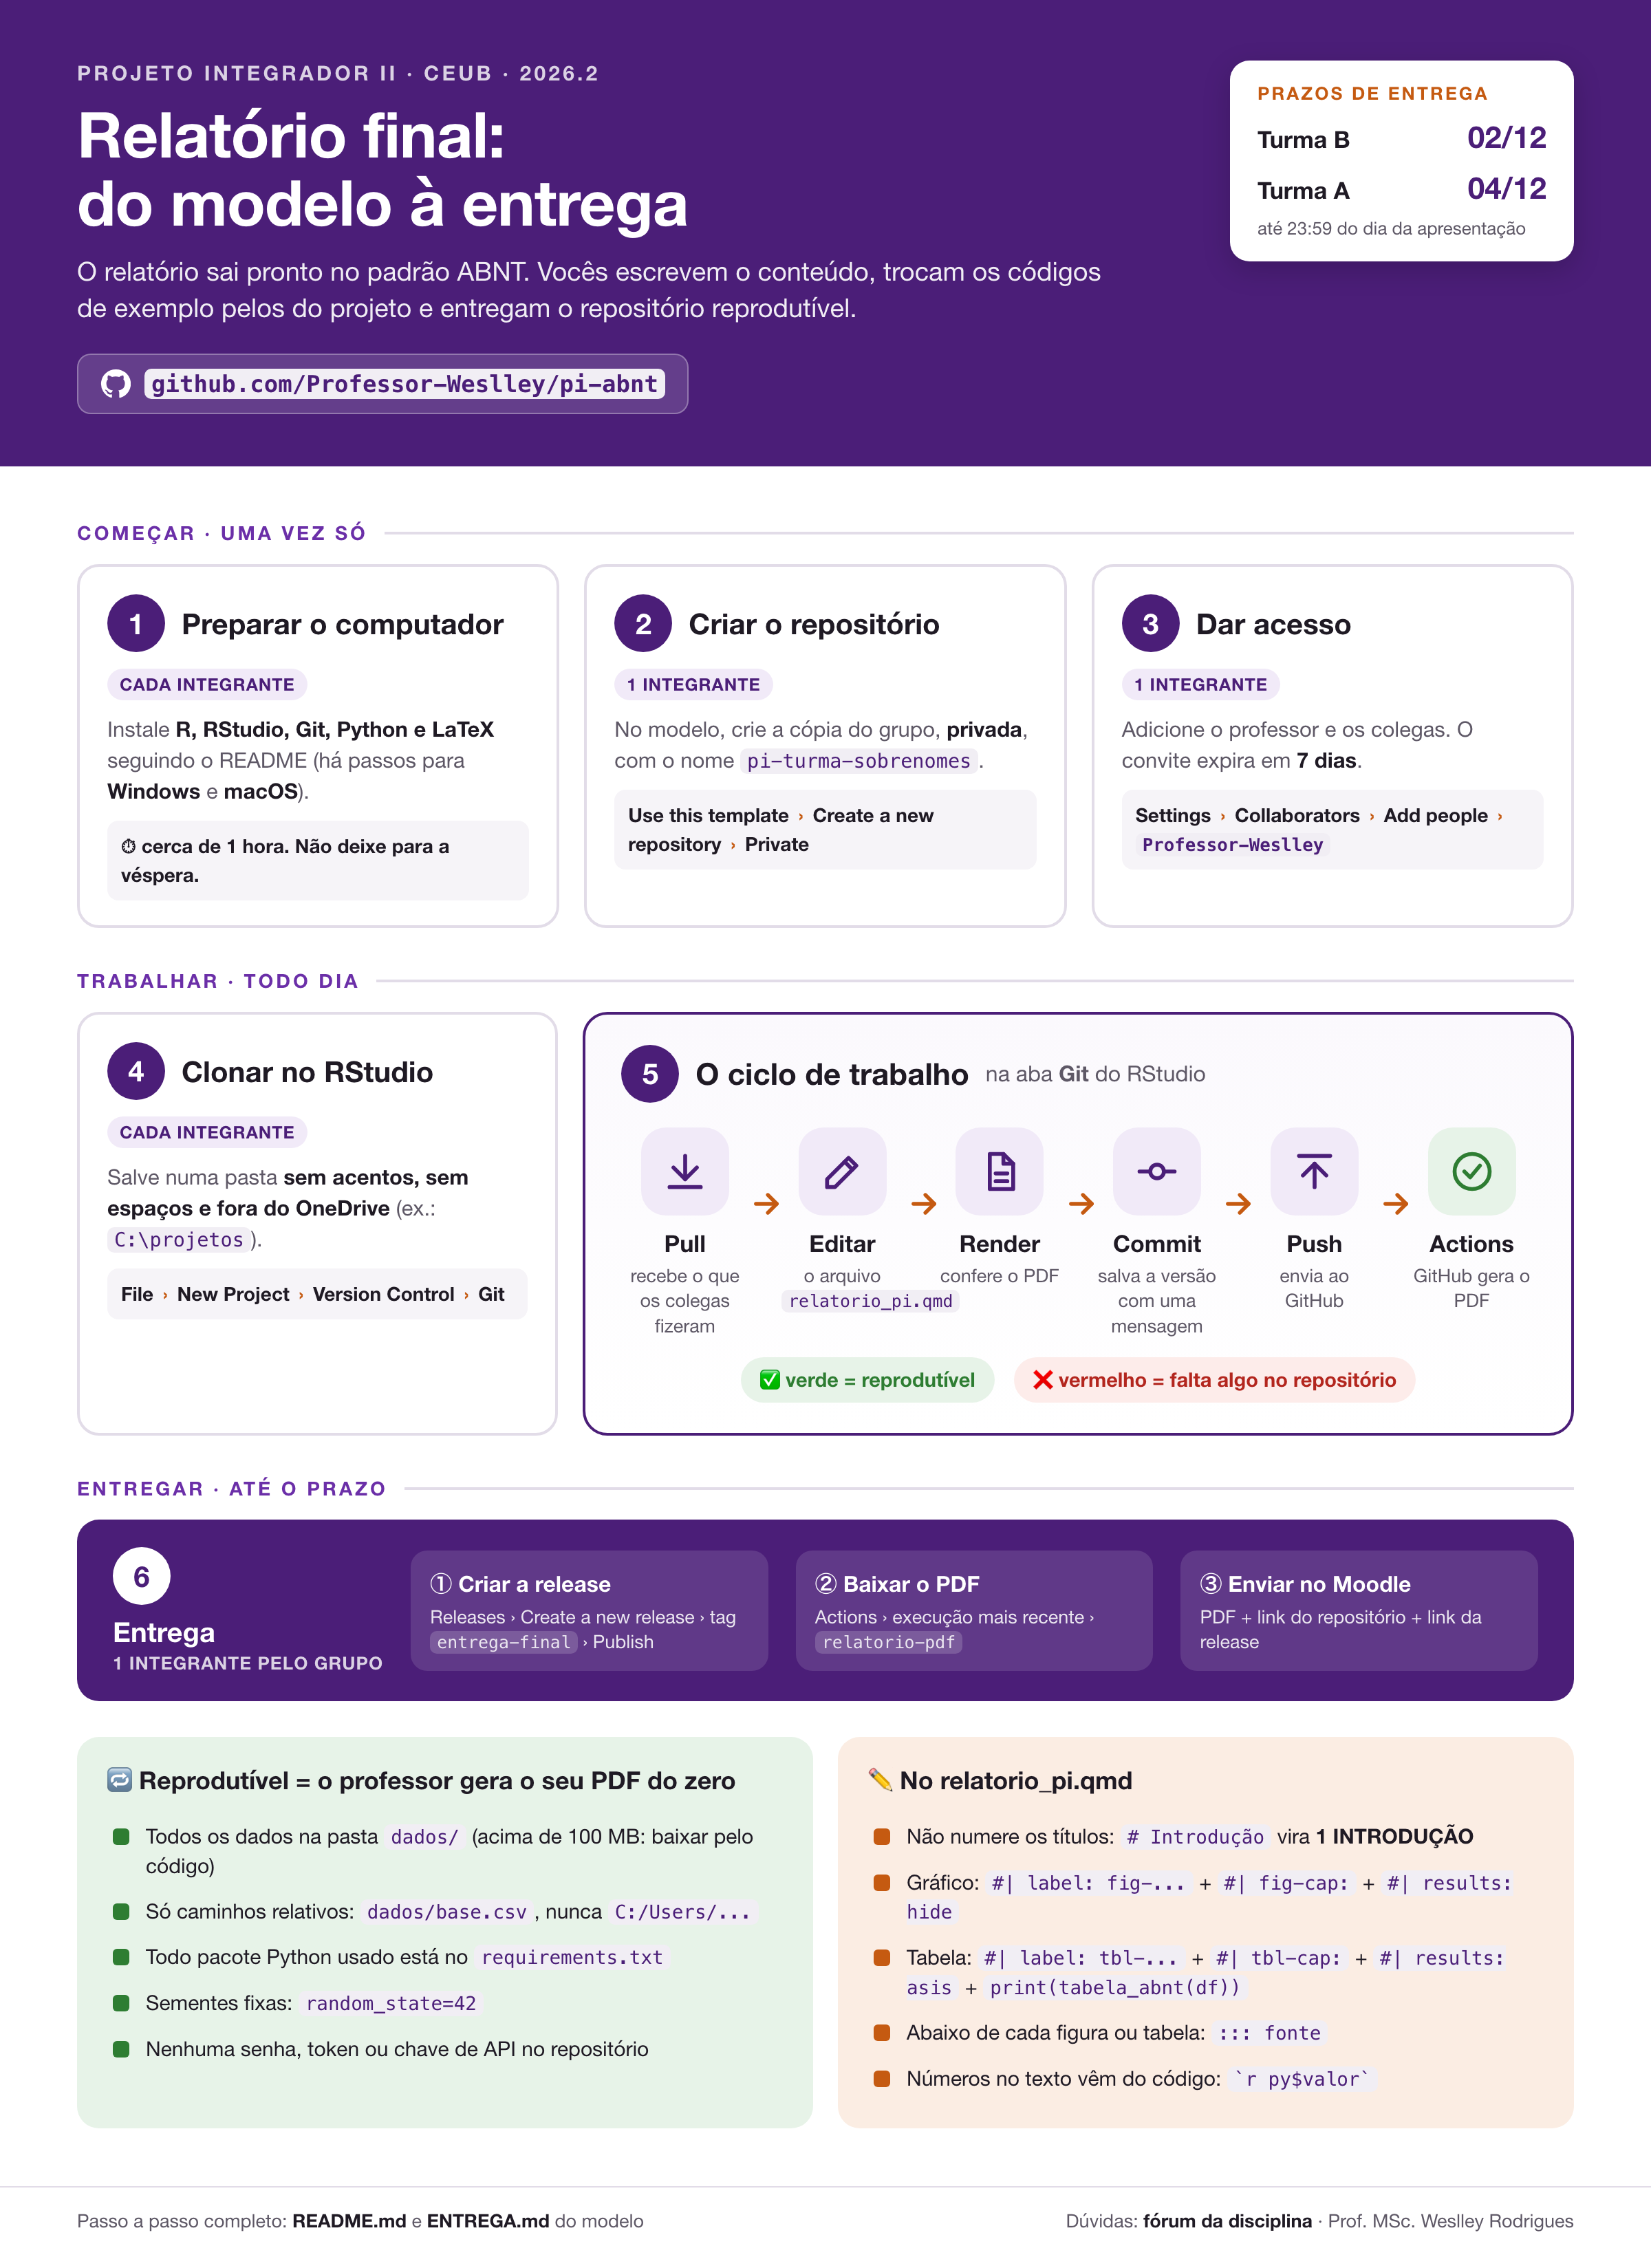 PROJETO INTEGRADOR II · CEUB · 2026.2
Relatório final:
do modelo à entrega
O relatório sai pronto no padrão ABNT. Vocês escrevem o conteúdo, trocam os códigos
de exemplo pelos do projeto e entregam o repositório reprodutível.
github.com/Professor-Weslley/pi-abnt
PRAZOS DE ENTREGA
Turma B 02/12
Turma A 04/12
até 23:59 do dia da apresentação
COMEÇAR · UMA VEZ SÓ
1 Preparar o computador
CADA INTEGRANTE
Instale R, RStudio, Git, Python e LaTeX
seguindo o README (há passos para
Windows e macOS).
⏱ cerca de 1 hora. Não deixe para a
véspera.
2 Criar o repositório
1 INTEGRANTE
No modelo, crie a cópia do grupo, privada,
com o nome pi-turma-sobrenomes.
Use this template › Create a new
repository › Private
3 Dar acesso
1 INTEGRANTE
Adicione o professor e os colegas. O
convite expira em 7 dias.
Settings › Collaborators › Add people ›
Professor-Weslley
TRABALHAR · TODO DIA
4 Clonar no RStudio
CADA INTEGRANTE
Salve numa pasta sem acentos, sem
espaços e fora do OneDrive (ex.:
C:\projetos).
File › New Project › Version Control › Git
5 O ciclo de trabalho na aba Git do RStudio
Pull
recebe o que
os colegas
fizeram
Editar
o arquivo
relatorio_pi.qmd
Render
confere o PDF
Commit
salva a versão
com uma
mensagem
Push
envia ao
GitHub
Actions
GitHub gera o
PDF
✅ verde = reprodutível
❌ vermelho = falta algo no repositório
ENTREGAR · ATÉ O PRAZO
6
Entrega
1 INTEGRANTE PELO GRUPO
① Criar a release
Releases › Create a new release › tag
entrega-final › Publish
② Baixar o PDF
Actions › execução mais recente ›
relatorio-pdf
③ Enviar no Moodle
PDF + link do repositório + link da
release
🔁 Reprodutível = o professor gera o seu PDF do zero
Todos os dados na pasta dados/ (acima de 100 MB: baixar pelo
código)
Só caminhos relativos: dados/base.csv, nunca C:/Users/...
Todo pacote Python usado está no requirements.txt
Sementes fixas: random_state=42
Nenhuma senha, token ou chave de API no repositório
✏️ No relatorio_pi.qmd
Não numere os títulos: # Introdução vira 1 INTRODUÇÃO
Gráfico: #| label: fig-... + #| fig-cap: + #| results:
hide
Tabela: #| label: tbl-... + #| tbl-cap: + #| results:
asis + print(tabela_abnt(df))
Abaixo de cada figura ou tabela: ::: fonte
Números no texto vêm do código: `r py$valor`
Passo a passo completo: README.md e ENTREGA.md do modelo
Dúvidas: fórum da disciplina · Prof. MSc. Weslley Rodrigues